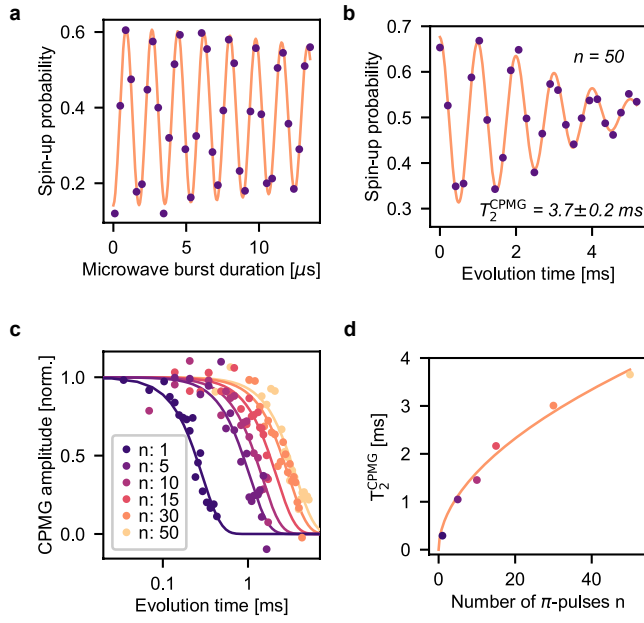 a
0.6
0.4
0.2
Spin-up probability
0
5
10
Microwave burst duration [μs]
b
n = 50
0.7
0.6
0.5
0.4
0.3
Spin-up probability
T₂^CPMG = 3.7±0.2 ms
0
2
4
Evolution time [ms]
c
1.0
0.5
0.0
CPMG amplitude [norm.]
n: 1
n: 5
n: 10
n: 15
n: 30
n: 50
0.1
1
Evolution time [ms]
d
4
3
2
1
0
T₂^CPMG [ms]
0
20
40
Number of π-pulses n